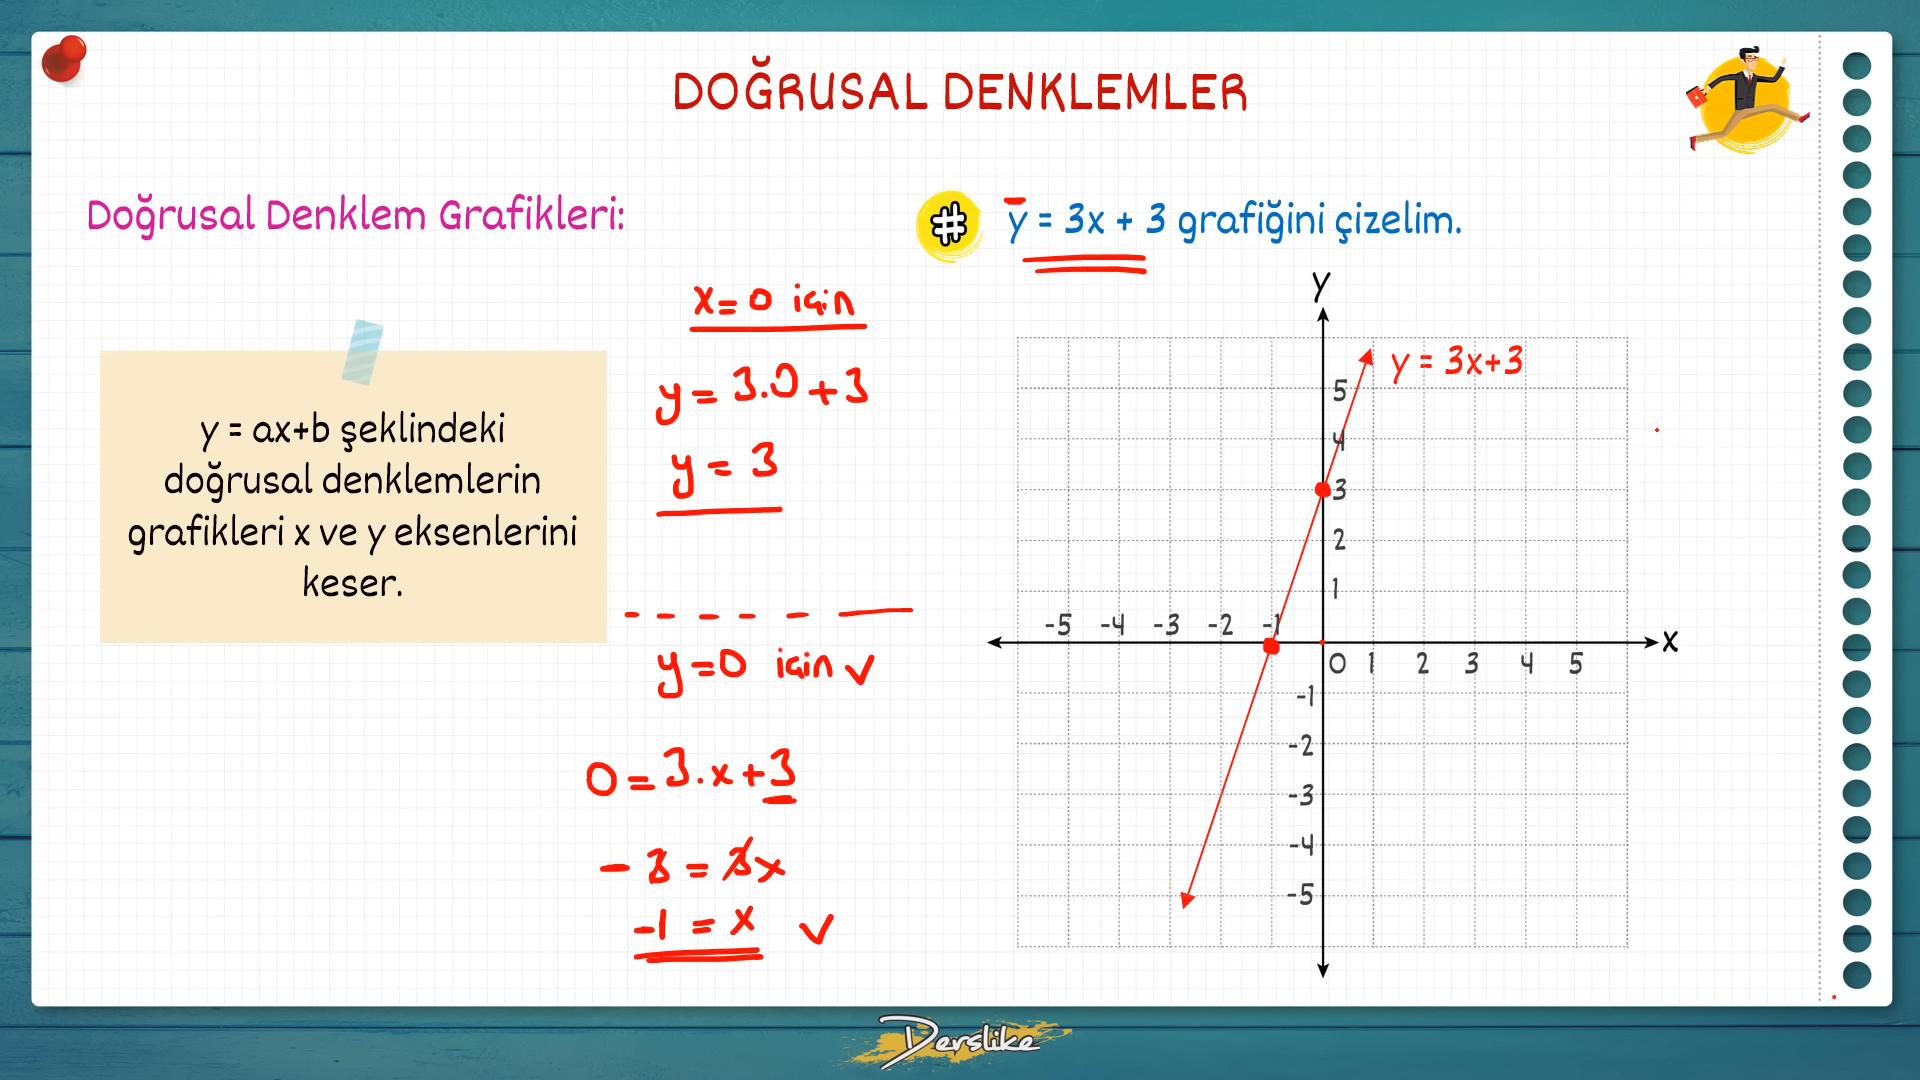 DOĞRUSAL DENKLEMLER
Doğrusal Denklem Grafikleri:
y = ax+b şeklindeki
doğrusal denklemlerin
grafikleri x ve y eksenlerini
keser.
x = 0 için
y = 3.0 + 3
y = 3
y = 0 için ✓
0 = 3.x + 3
- 3 = 3x
-1 = x ✓
# y = 3x + 3 grafiğini çizelim.
y
y = 3x+3
5
4
3
2
1
-5 -4 -3 -2 -1
x
0 1 2 3 4 5
-1
-2
-3
-4
-5
Derslike